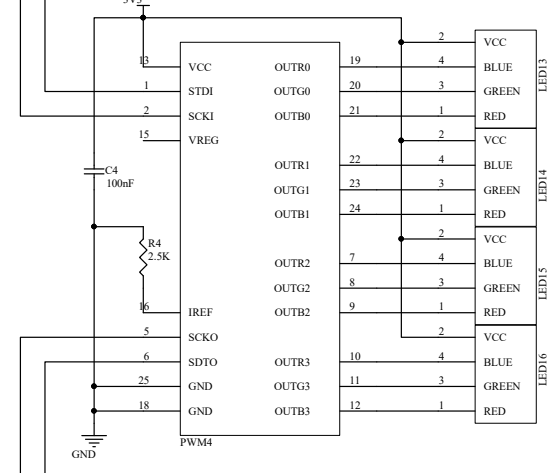 3V3
2 VCC
13 VCC OUTR0 19 4 BLUE
1 STDI OUTG0 20 3 GREEN
2 SCKI OUTB0 21 1 RED
LED13
15 VREG 2 VCC
C4 OUTR1 22 4 BLUE
100nF OUTG1 23 3 GREEN
OUTB1 24 1 RED
LED14
2 VCC
R4
2.5K OUTR2 7 4 BLUE
OUTG2 8 3 GREEN
16 IREF OUTB2 9 1 RED
LED15
5 SCKO 2 VCC
6 SDTO OUTR3 10 4 BLUE
25 GND OUTG3 11 3 GREEN
18 GND OUTB3 12 1 RED
LED16
PWM4
GND